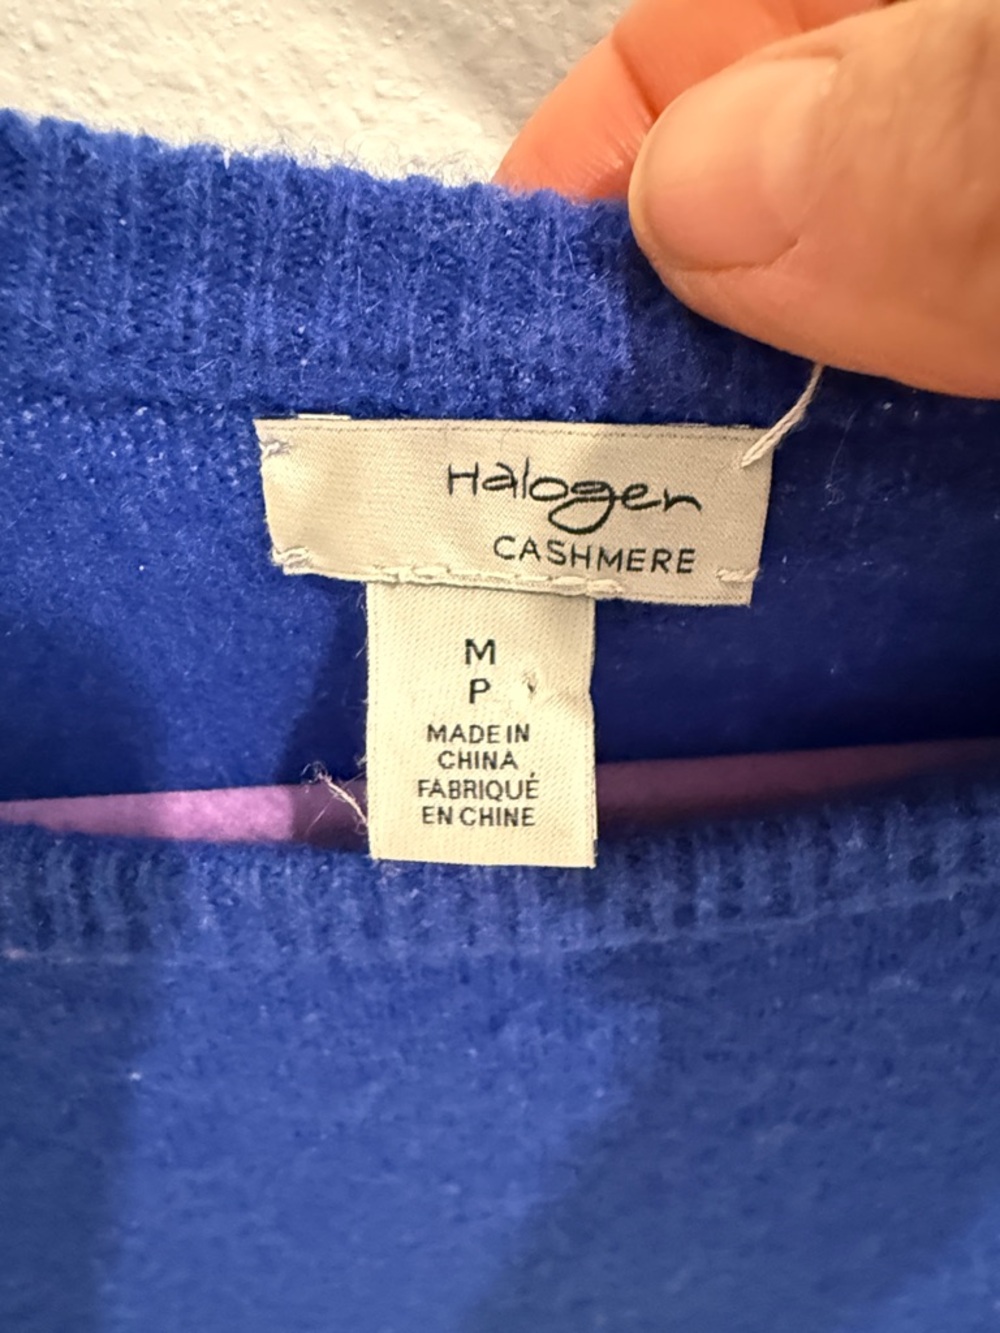 Halogen
CASHMERE
M
P
MADE IN
CHINA
FABRIQUÉ
EN CHINE